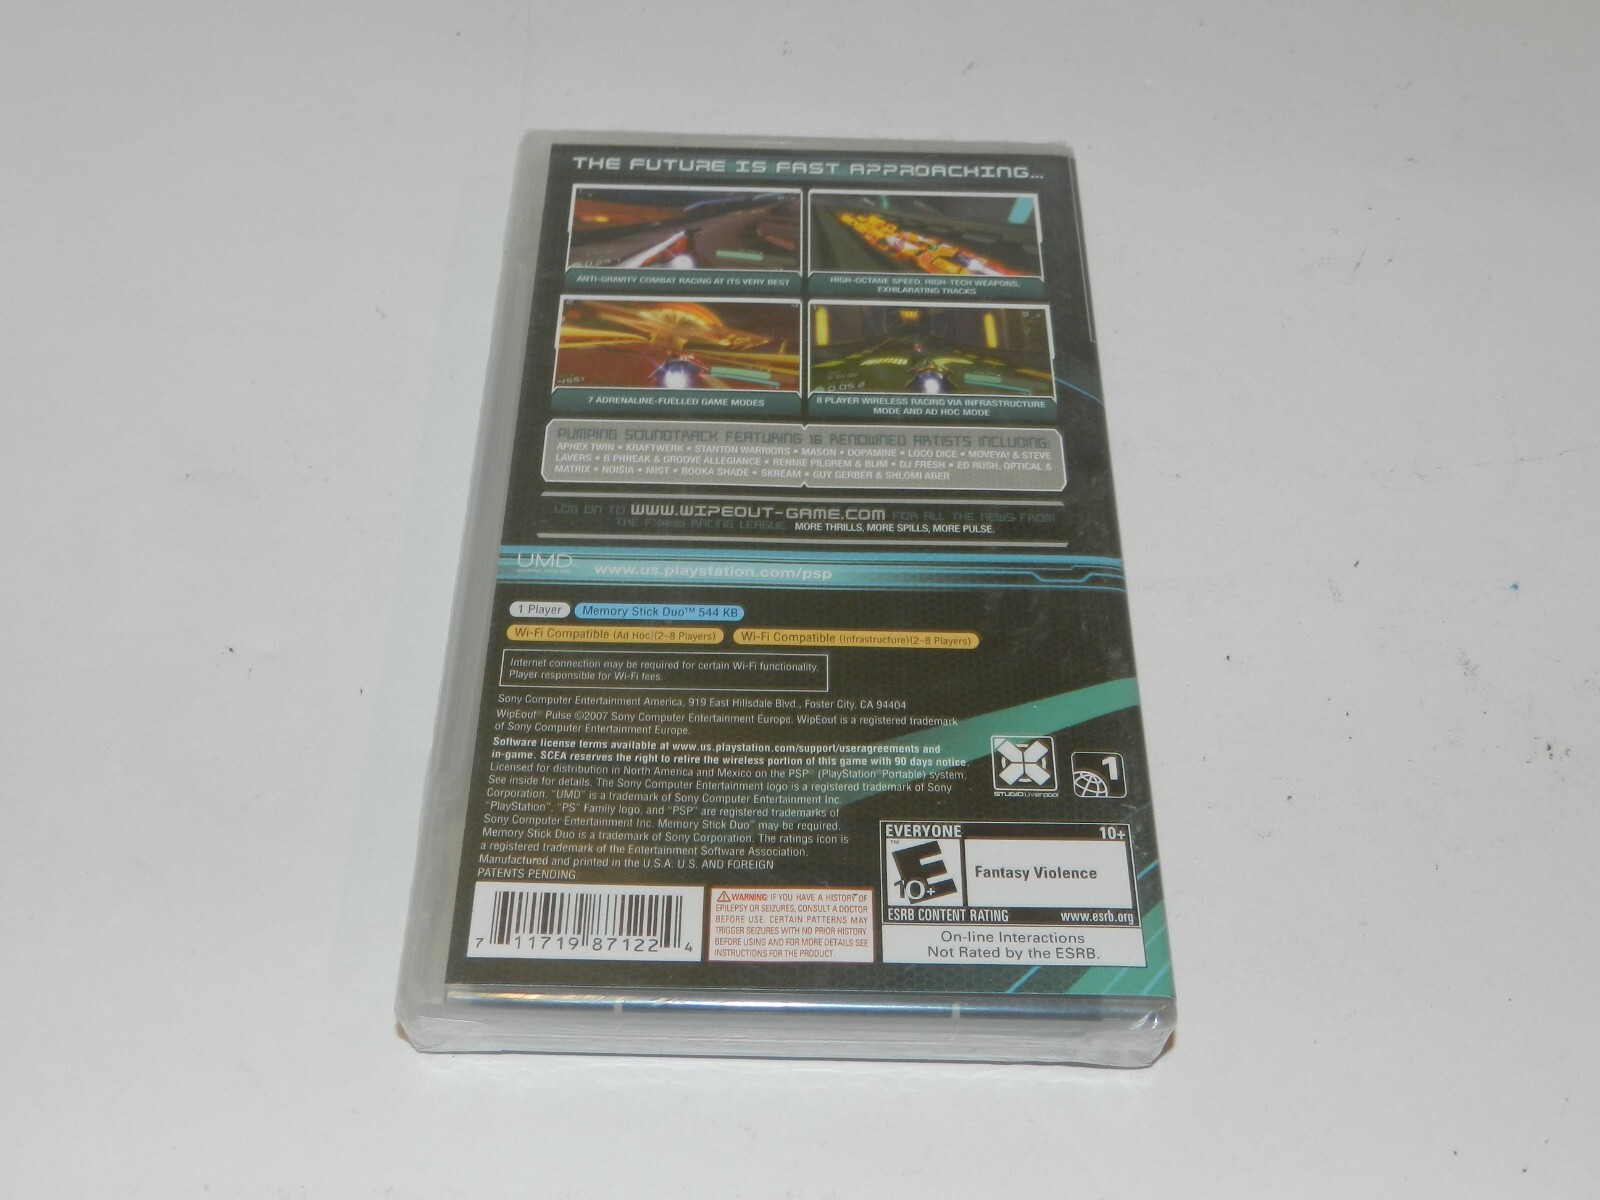 THE FUTURE IS FAST APPROACHING...
ANTI-GRAVITY COMBAT RACING AT ITS VERY BEST
HIGH-OCTANE SPEED, HIGH-TECH WEAPONS,
EXHILARATING TRACKS
7 ADRENALINE-FUELLED GAME MODES
8 PLAYER WIRELESS RACING VIA INFRASTRUCTURE
MODE AND AD HOC MODE
PUMPING SOUNDTRACK FEATURING 16 RENOWNED ARTISTS INCLUDING:
APHEX TWIN • KRAFTWERK • STANTON WARRIORS • MASON • DOPAMINE • LOCO DICE • MOVEYA! & STEVE
LAVERS • B PHREAK & GROOVE ALLEGIANCE • RENNIE PILGREM & BLIM • DJ FRESH • ED RUSH, OPTICAL &
MATRIX • NOISIA • MIST • BOOKA SHADE • SKREAM • GUY GERBER & SHLOMI ABER
LOG ON TO WWW.WIPEOUT-GAME.COM FOR ALL THE NEWS FROM
THE RACING LEAGUE. MORE THRILLS, MORE SPILLS, MORE PULSE.
UMD
www.us.playstation.com/psp
1 Player
Memory Stick Duo™ 544 KB
Wi-Fi Compatible (Ad Hoc)(2-8 Players)
Wi-Fi Compatible (Infrastructure)(2-8 Players)
Internet connection may be required for certain Wi-Fi functionality.
Player responsible for Wi-Fi fees.
Sony Computer Entertainment America, 919 East Hillsdale Blvd., Foster City, CA 94404
WipEout® Pulse ©2007 Sony Computer Entertainment Europe. WipEout is a registered trademark
of Sony Computer Entertainment Europe.
Software license terms available at www.us.playstation.com/support/useragreements and
in-game. SCEA reserves the right to retire the wireless portion of this game with 90 days notice.
Licensed for distribution in North America and Mexico on the PSP® (PlayStation®Portable) system.
See inside for details. The Sony Computer Entertainment logo is a registered trademark of Sony
Corporation. "UMD" is a trademark of Sony Computer Entertainment Inc.
"PlayStation", "PS" Family logo, and "PSP" are registered trademarks of
Sony Computer Entertainment Inc. Memory Stick Duo™ may be required.
Memory Stick Duo is a trademark of Sony Corporation. The ratings icon is
a registered trademark of the Entertainment Software Association.
Manufactured and printed in the U.S.A. U.S. AND FOREIGN
PATENTS PENDING.
STUDIO Liverpool
1
7 11719 87122 4
WARNING: IF YOU HAVE A HISTORY OF
EPILEPSY OR SEIZURES, CONSULT A DOCTOR
BEFORE USE. CERTAIN PATTERNS MAY
TRIGGER SEIZURES WITH NO PRIOR HISTORY.
BEFORE USING AND FOR MORE DETAILS SEE
INSTRUCTIONS FOR THE PRODUCT.
EVERYONE 10+
E
10+
Fantasy Violence
ESRB CONTENT RATING www.esrb.org
On-line Interactions
Not Rated by the ESRB.